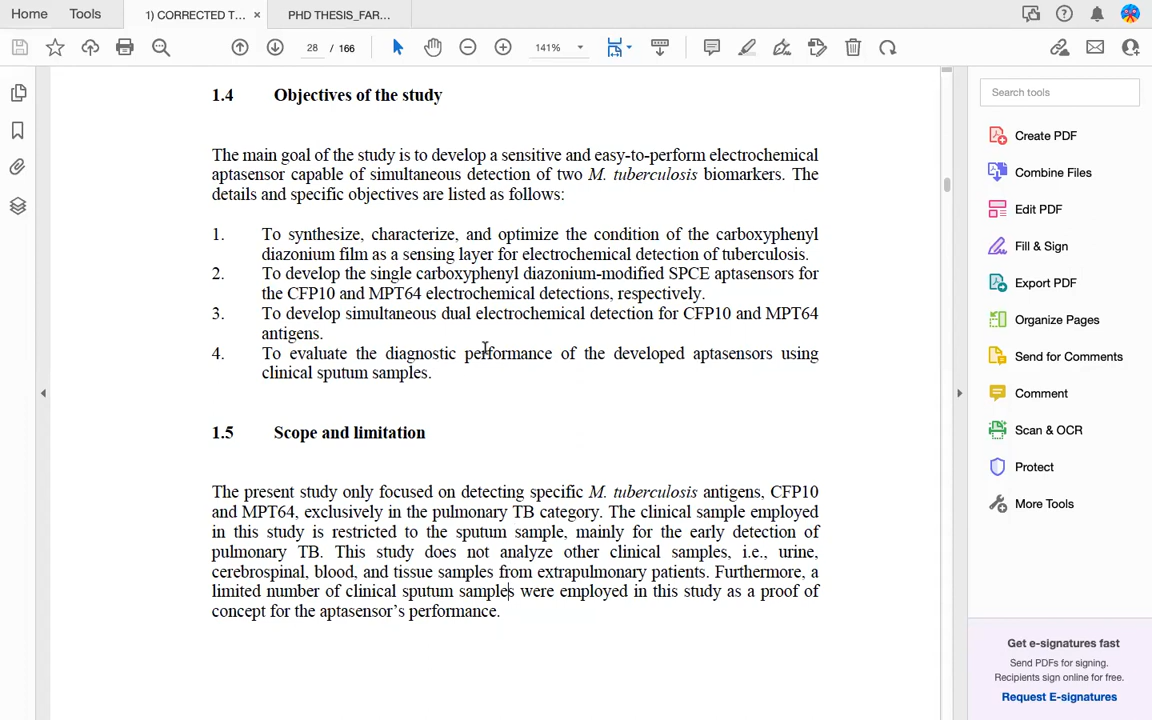 Home Tools 1) CORRECTED T... × PHD THESIS_FAR...
28 / 166 141%
1.4 Objectives of the study
The main goal of the study is to develop a sensitive and easy-to-perform electrochemical
aptasensor capable of simultaneous detection of two M. tuberculosis biomarkers. The
details and specific objectives are listed as follows:
1. To synthesize, characterize, and optimize the condition of the carboxyphenyl
diazonium film as a sensing layer for electrochemical detection of tuberculosis.
2. To develop the single carboxyphenyl diazonium-modified SPCE aptasensors for
the CFP10 and MPT64 electrochemical detections, respectively.
3. To develop simultaneous dual electrochemical detection for CFP10 and MPT64
antigens.
4. To evaluate the diagnostic performance of the developed aptasensors using
clinical sputum samples.
1.5 Scope and limitation
The present study only focused on detecting specific M. tuberculosis antigens, CFP10
and MPT64, exclusively in the pulmonary TB category. The clinical sample employed
in this study is restricted to the sputum sample, mainly for the early detection of
pulmonary TB. This study does not analyze other clinical samples, i.e., urine,
cerebrospinal, blood, and tissue samples from extrapulmonary patients. Furthermore, a
limited number of clinical sputum samples were employed in this study as a proof of
concept for the aptasensor's performance.
Search tools
Create PDF
Combine Files
Edit PDF
Fill & Sign
Export PDF
Organize Pages
Send for Comments
Comment
Scan & OCR
Protect
More Tools
Get e-signatures fast
Send PDFs for signing.
Recipients sign online for free.
Request E-signatures